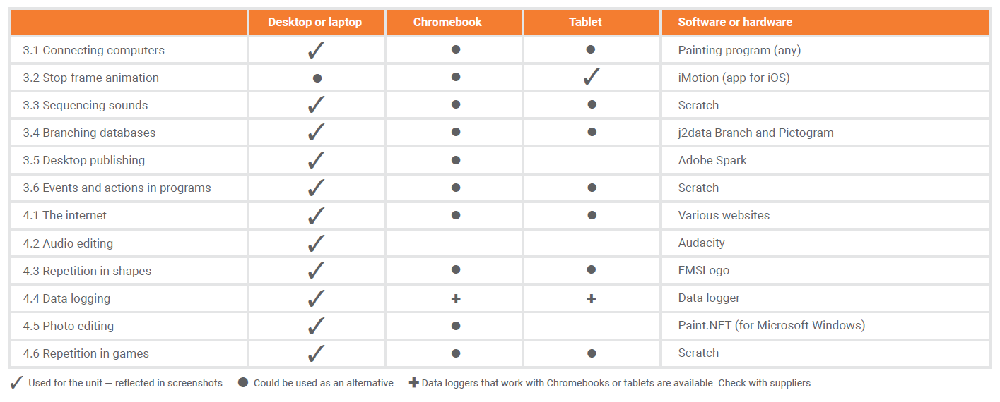 Desktop or laptop Chromebook Tablet Software or hardware
3.1 Connecting computers ✓ ● ● Painting program (any)
3.2 Stop-frame animation ● ● ✓ iMotion (app for iOS)
3.3 Sequencing sounds ✓ ● ● Scratch
3.4 Branching databases ✓ ● ● j2data Branch and Pictogram
3.5 Desktop publishing ✓ ● Adobe Spark
3.6 Events and actions in programs ✓ ● ● Scratch
4.1 The internet ✓ ● ● Various websites
4.2 Audio editing ✓ Audacity
4.3 Repetition in shapes ✓ ● ● FMSLogo
4.4 Data logging ✓ + + Data logger
4.5 Photo editing ✓ ● Paint.NET (for Microsoft Windows)
4.6 Repetition in games ✓ ● ● Scratch
✓ Used for the unit — reflected in screenshots ● Could be used as an alternative + Data loggers that work with Chromebooks or tablets are available. Check with suppliers.